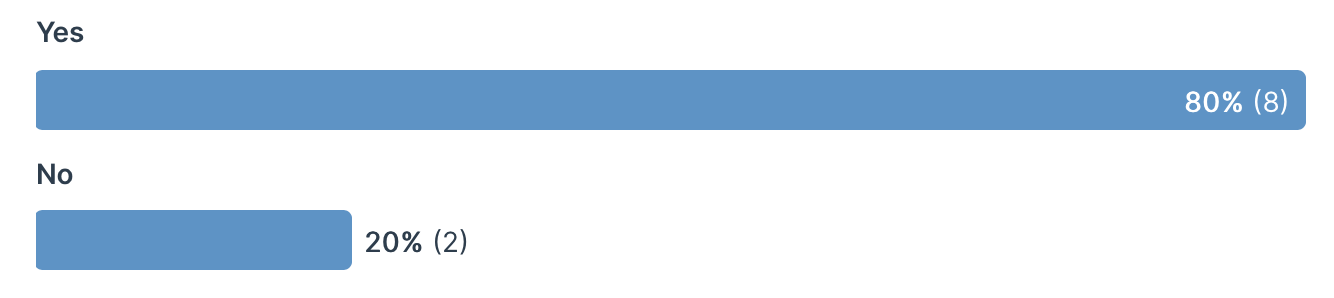 Yes
80% (8)
No
20% (2)